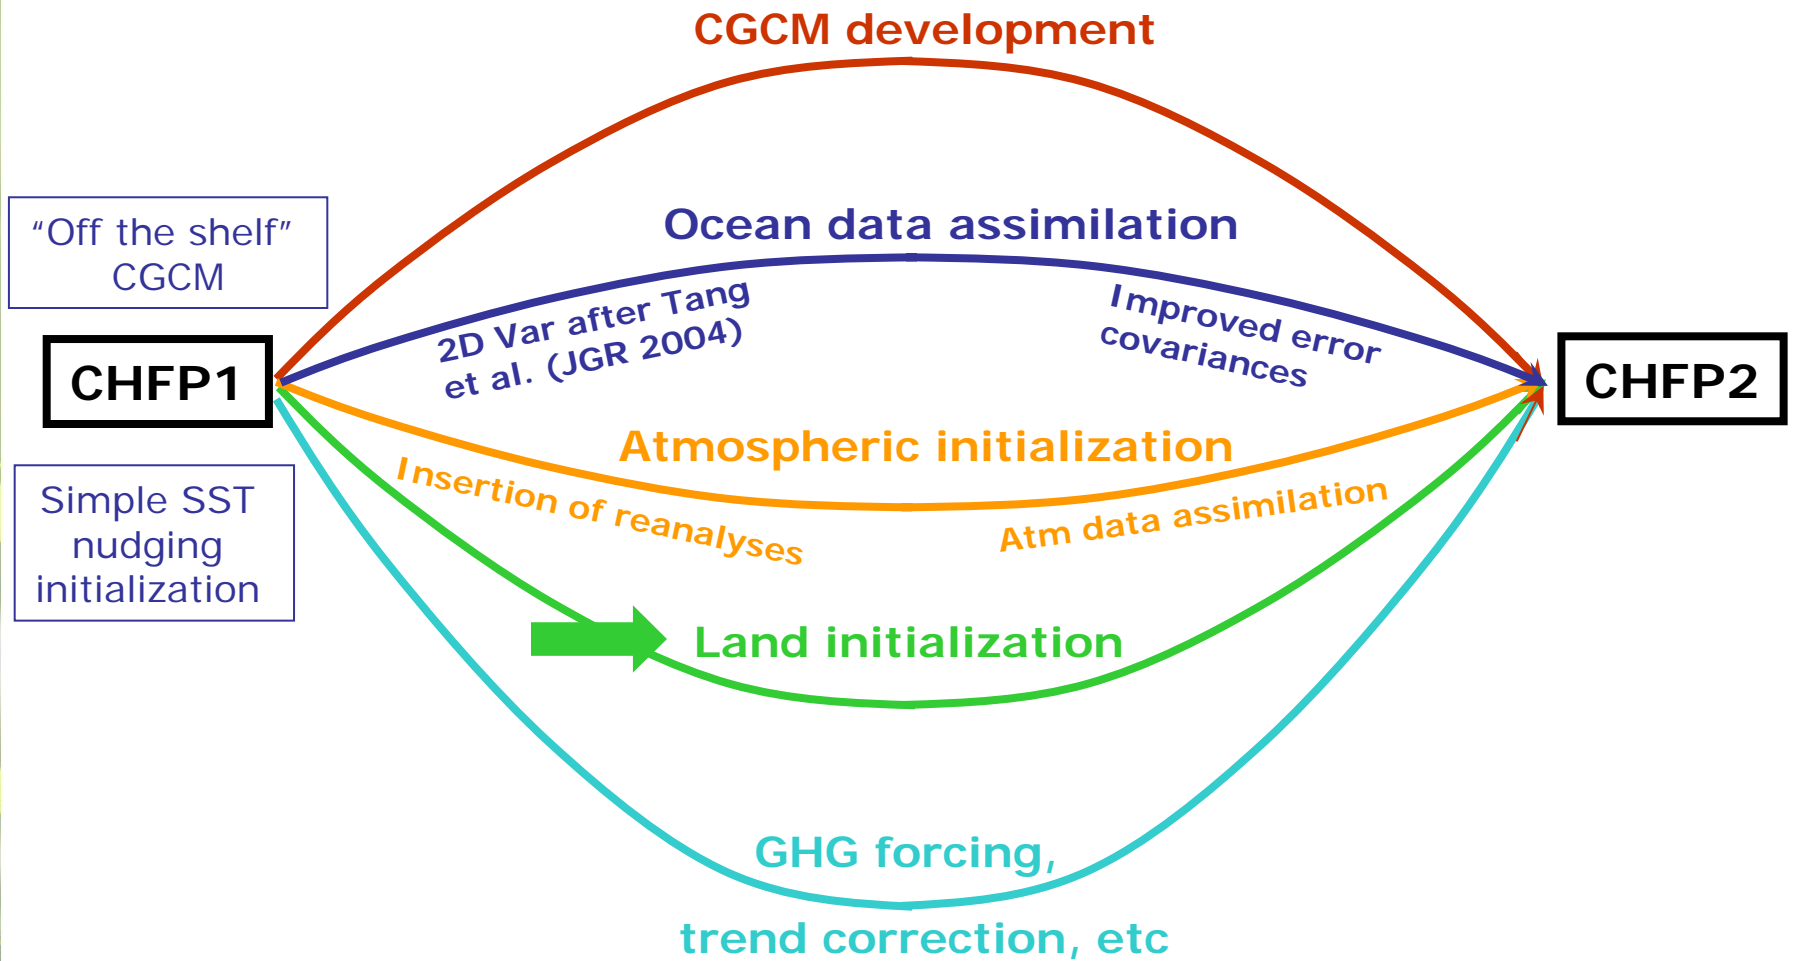 CGCM development
“Off the shelf”
CGCM
Ocean data assimilation
2D Var after Tang
et al. (JGR 2004)
Improved error
covariances
CHFP1
CHFP2
Atmospheric initialization
Insertion of reanalyses
Atm data assimilation
Simple SST
nudging
initialization
Land initialization
GHG forcing,
trend correction, etc